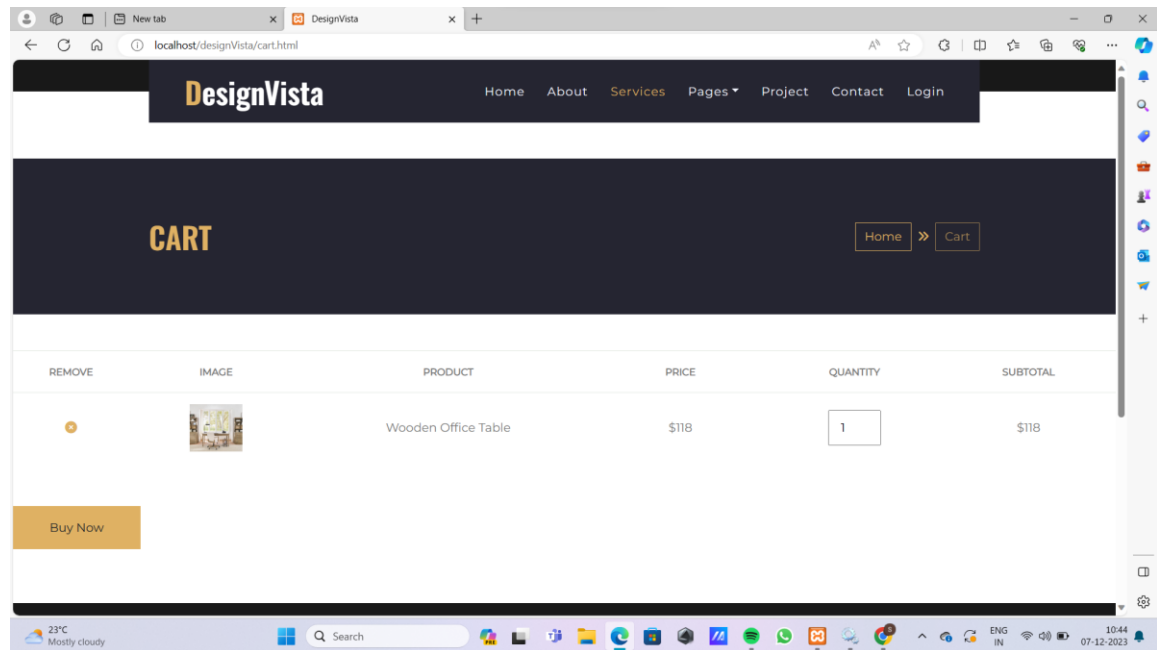 New tab
DesignVista
localhost/designVista/cart.html
DesignVista
Home About Services Pages Project Contact Login
CART
Home » Cart
REMOVE IMAGE PRODUCT PRICE QUANTITY SUBTOTAL
Wooden Office Table $118 1 $118
Buy Now
23°C
Mostly cloudy
Search
ENG
IN
10:44
07-12-2023